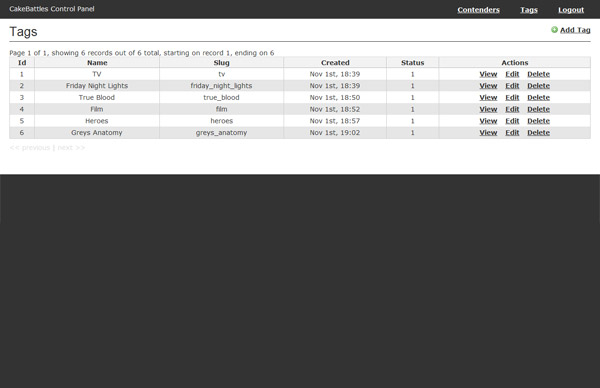 CakeBattles Control Panel Contenders Tags Logout
Tags
Add Tag
Page 1 of 1, showing 6 records out of 6 total, starting on record 1, ending on 6
Id Name Slug Created Status Actions
1 TV tv Nov 1st, 18:39 1 View Edit Delete
2 Friday Night Lights friday_night_lights Nov 1st, 18:39 1 View Edit Delete
3 True Blood true_blood Nov 1st, 18:50 1 View Edit Delete
4 Film film Nov 1st, 18:52 1 View Edit Delete
5 Heroes heroes Nov 1st, 18:57 1 View Edit Delete
6 Greys Anatomy greys_anatomy Nov 1st, 19:02 1 View Edit Delete
<< previous | next >>